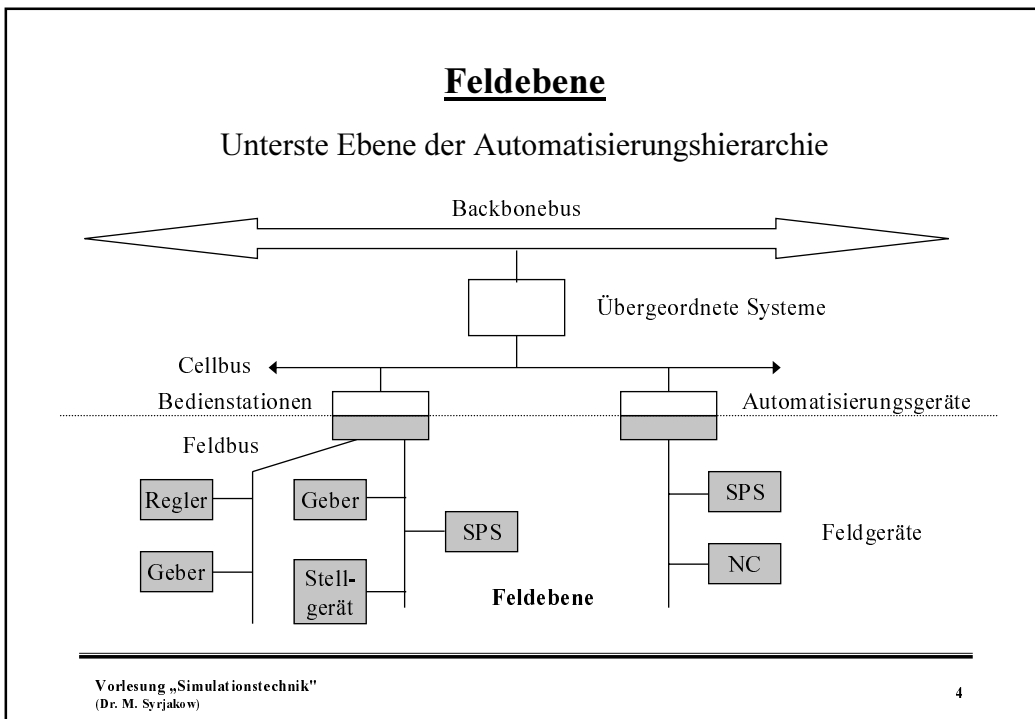 Feldebene
Unterste Ebene der Automatisierungshierarchie
Backbonebus
Übergeordnete Systeme
Cellbus
Bedienstationen
Automatisierungsgeräte
Feldbus
Regler
Geber
SPS
SPS
Feldgeräte
Geber
NC
Stell-
gerät
Feldebene
Vorlesung „Simulationstechnik"
(Dr. M. Syrjakow)
4